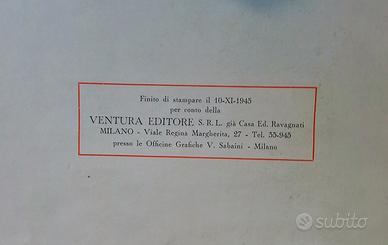 Finito di stampare il 10-XI-1945
per conto della
VENTURA EDITORE S. R. L. già Casa Ed. Ravagnati
MILANO - Viale Regina Margherita, 27 - Tel. 55-945
presso le Officine Grafiche V. Sabaini - Milano
subito